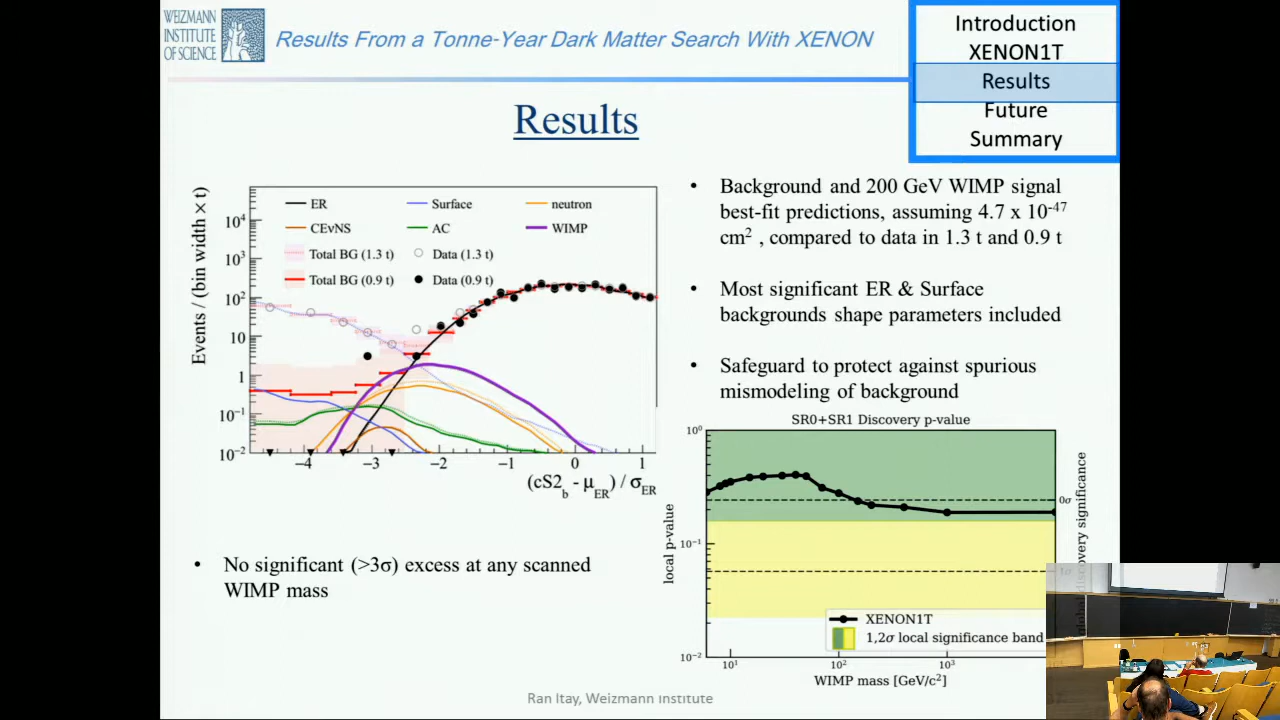 WEIZMANN
INSTITUTE
OF SCIENCE
Results From a Tonne-Year Dark Matter Search With XENON
Introduction
XENON1T
Results
Future
Summary
Results
Events / (bin width × t)
10⁴
10³
10²
10
1
10⁻¹
10⁻²
ER
Surface
neutron
CEνNS
AC
WIMP
Total BG (1.3 t)
Data (1.3 t)
Total BG (0.9 t)
Data (0.9 t)
−4
−3
−2
−1
0
1
(cS2b - μER) / σER
• No significant (>3σ) excess at any scanned
WIMP mass
• Background and 200 GeV WIMP signal
best-fit predictions, assuming 4.7 x 10⁻⁴⁷
cm² , compared to data in 1.3 t and 0.9 t
• Most significant ER & Surface
backgrounds shape parameters included
• Safeguard to protect against spurious
mismodeling of background
SR0+SR1 Discovery p-value
local p-value
10⁰
10⁻¹
10⁻²
0σ
global discovery significance
XENON1T
1,2σ local significance band
10¹
10²
10³
WIMP mass [GeV/c²]
Ran Itay, Weizmann Institute